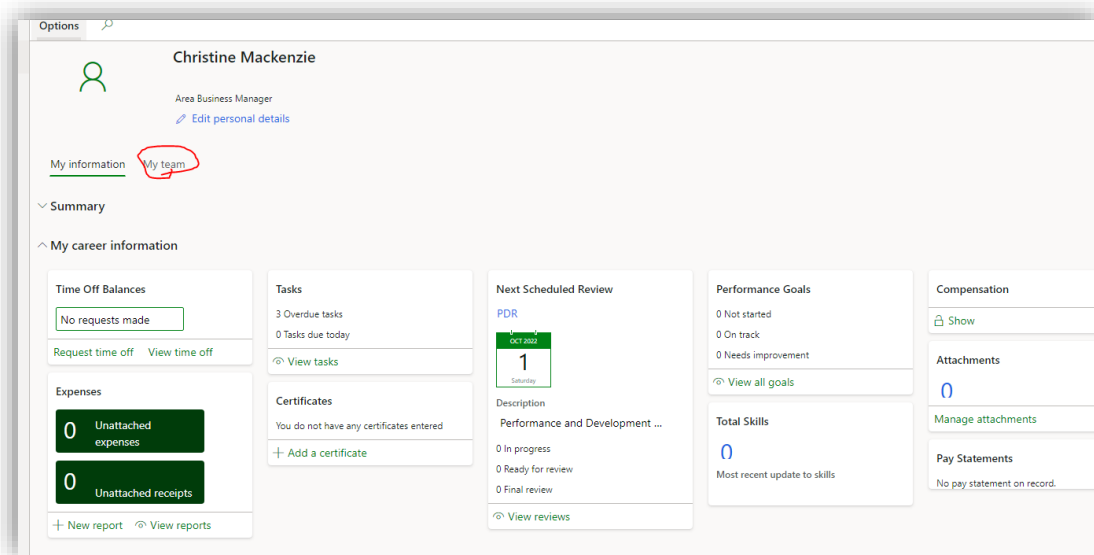 Options
Christine Mackenzie
Area Business Manager
Edit personal details
My information
My team
Summary
My career information
Time Off Balances
No requests made
Request time off
View time off
Expenses
0
Unattached
expenses
0
Unattached receipts
New report
View reports
Tasks
3 Overdue tasks
0 Tasks due today
View tasks
Certificates
You do not have any certificates entered
Add a certificate
Next Scheduled Review
PDR
OCT 2022
1
Saturday
Description
Performance and Development ...
0 In progress
0 Ready for review
0 Final review
View reviews
Performance Goals
0 Not started
0 On track
0 Needs improvement
View all goals
Total Skills
0
Most recent update to skills
Compensation
Show
Attachments
0
Manage attachments
Pay Statements
No pay statement on record.